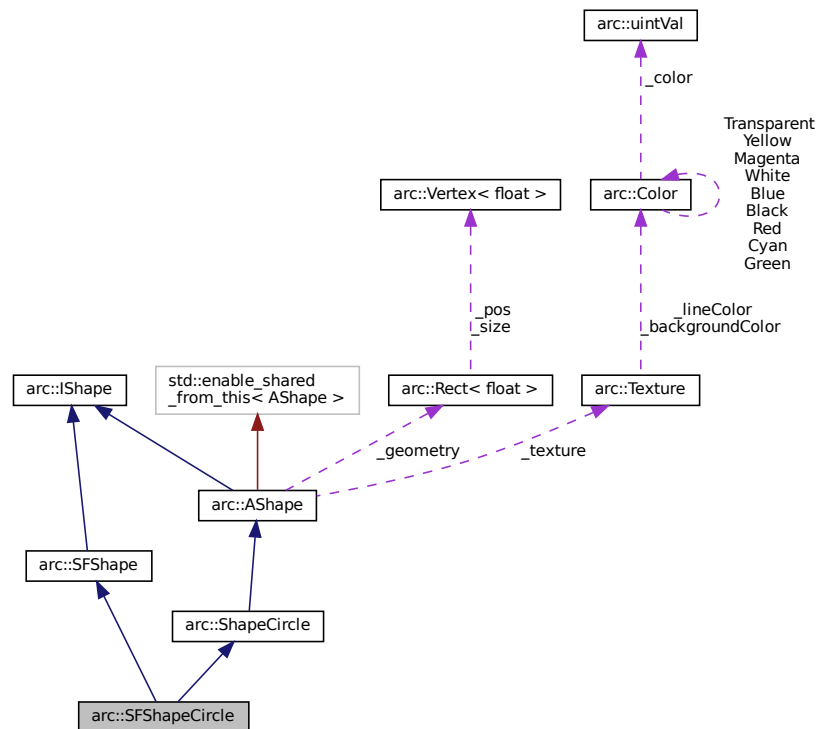 arc::uintVal
_color
Transparent
Yellow
Magenta
White
Blue
Black
Red
Cyan
Green
arc::Vertex< float >
arc::Color
_pos
_size
_lineColor
_backgroundColor
arc::IShape
std::enable_shared
_from_this< AShape >
arc::Rect< float >
arc::Texture
_geometry
_texture
arc::AShape
arc::SFShape
arc::ShapeCircle
arc::SFShapeCircle